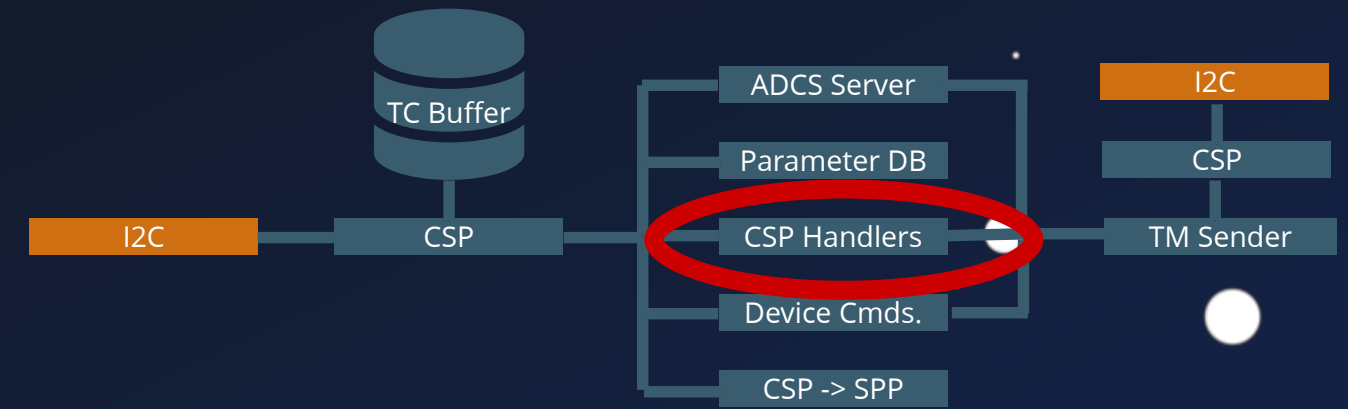 TC Buffer
I2C
CSP
ADCS Server
Parameter DB
CSP Handlers
Device Cmds.
CSP -> SPP
I2C
CSP
TM Sender